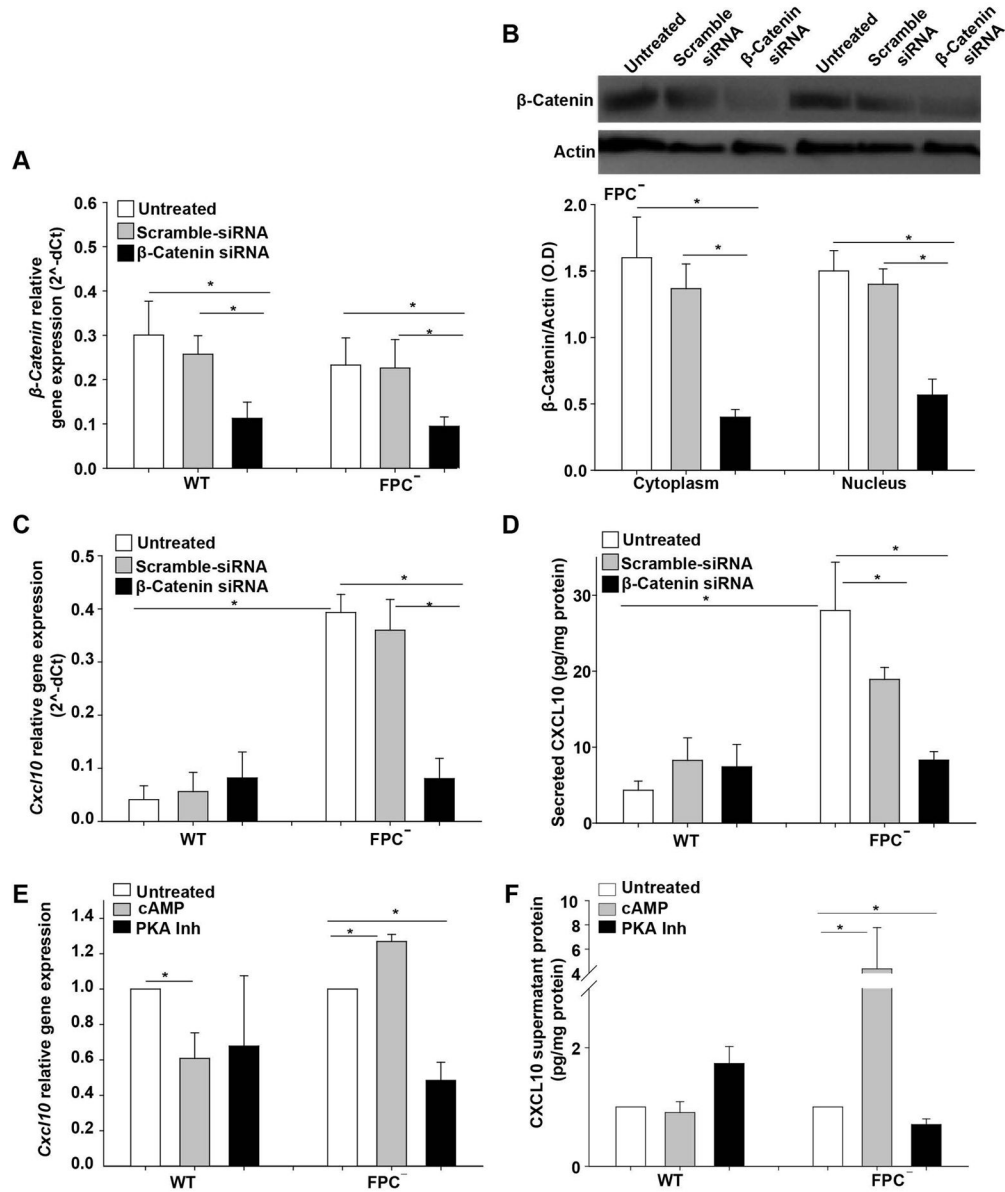 A
0.6
0.5
0.4
0.3
0.2
0.1
0.0
β-Catenin relative
gene expression (2^-dCt)
Untreated
Scramble-siRNA
β-Catenin siRNA
*
*
*
*
WT
FPC⁻
B
Untreated
Scramble
siRNA
β-Catenin
siRNA
Untreated
Scramble
siRNA
β-Catenin
siRNA
β-Catenin
Actin
FPC⁻
2.0
1.5
1.0
0.5
0.0
β-Catenin/Actin (O.D)
*
*
*
*
Cytoplasm
Nucleus
C
Untreated
Scramble-siRNA
β-Catenin siRNA
0.5
0.4
0.3
0.2
0.1
0.0
Cxcl10 relative gene expression
(2^-dCt)
*
*
*
WT
FPC⁻
D
Untreated
Scramble-siRNA
β-Catenin siRNA
30
20
10
0
Secreted CXCL10 (pg/mg protein)
*
*
*
WT
FPC⁻
E
Untreated
cAMP
PKA Inh
1.4
1.2
1.0
0.8
0.6
0.4
0.2
0.0
Cxcl10 relative gene expression
*
*
*
WT
FPC⁻
F
Untreated
cAMP
PKA Inh
10
8
6
4
2
0
CXCL10 supermatant protein
(pg/mg protein)
*
*
WT
FPC⁻